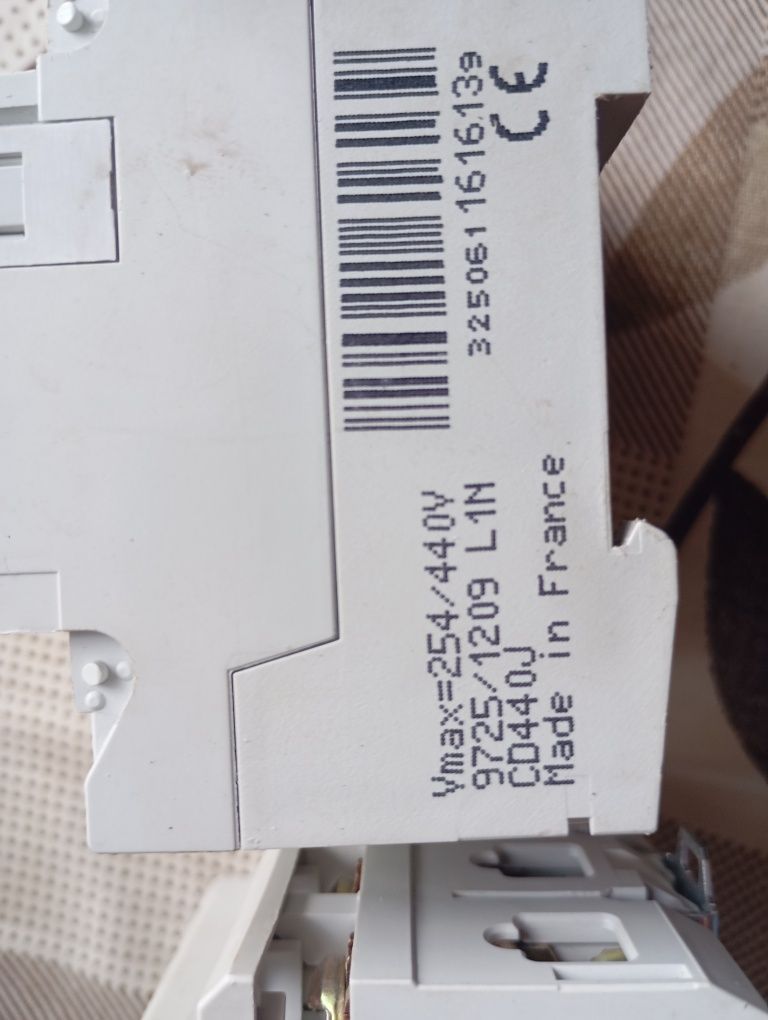 3250611616139
CE
Vmax=254/440V
9725/1209 L1N
CD440J
Made in France